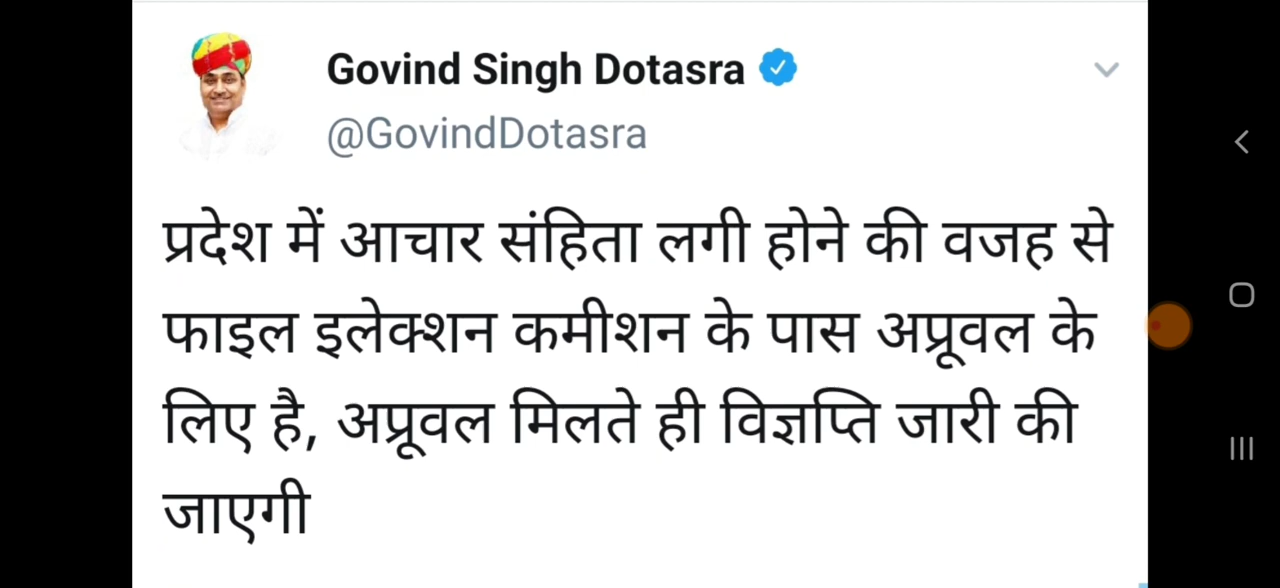 Govind Singh Dotasra
@GovindDotasra
प्रदेश में आचार संहिता लगी होने की वजह से
फाइल इलेक्शन कमीशन के पास अप्रूवल के
लिए है, अप्रूवल मिलते ही विज्ञप्ति जारी की
जाएगी